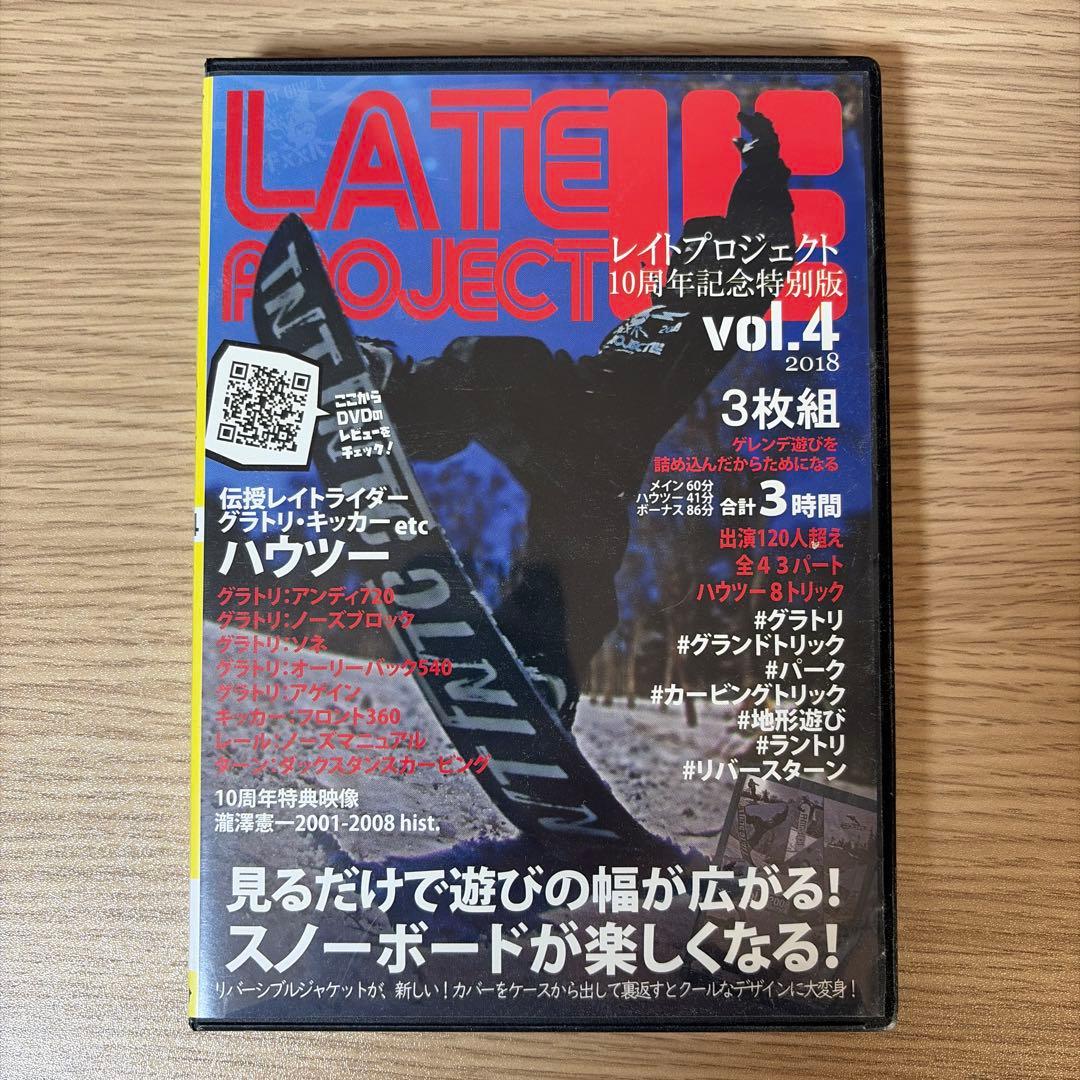 LATE
PROJECT
レイトプロジェクト
10周年記念特別版
vol.4
2018
ここから
DVDの
レビューを
チェック!
3枚組
ゲレンデ遊びを
詰め込んだからためになる
メイン 60分
ハウツー 41分
ボーナス 86分
合計3時間
出演120人超え
全43パート
ハウツー8トリック
#グラトリ
#グランドトリック
#パーク
#カービングトリック
#地形遊び
#ラントリ
#リバースターン
伝授レイトライダー
グラトリ・キッカーetc
ハウツー
グラトリ:アンディ720
グラトリ:ノーズブロック
グラトリ:ソネ
グラトリ:オーリーバック540
グラトリ:アゲイン
キッカー:フロント360
レール:ノーズマニュアル
ターン:ダックスタンスカービング
10周年特典映像
瀧澤憲一2001-2008 hist.
見るだけで遊びの幅が広がる!
スノーボードが楽しくなる!
リバーシブルジャケットが、新しい!カバーをケースから出して裏返すとクールなデザインに大変身!